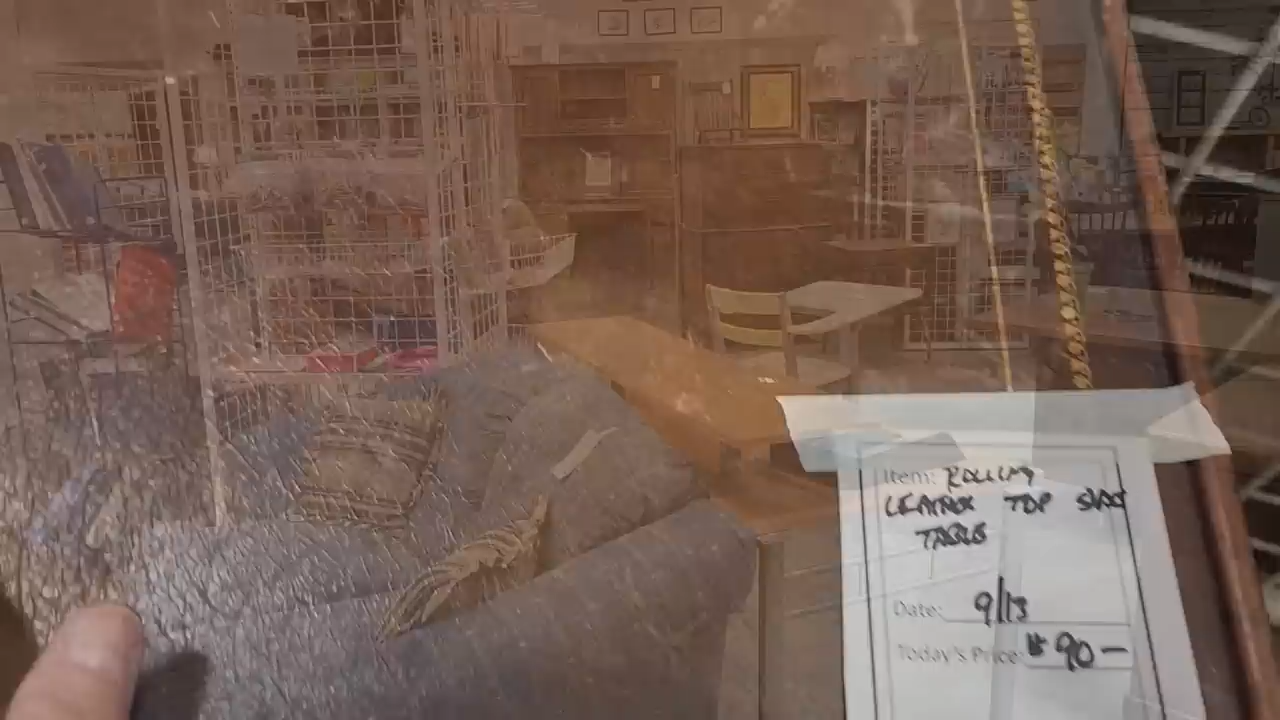 Item: ROLLING
LEATHER TOP SIDE
TABLE
Date: 9/13
Today's Price: $90—